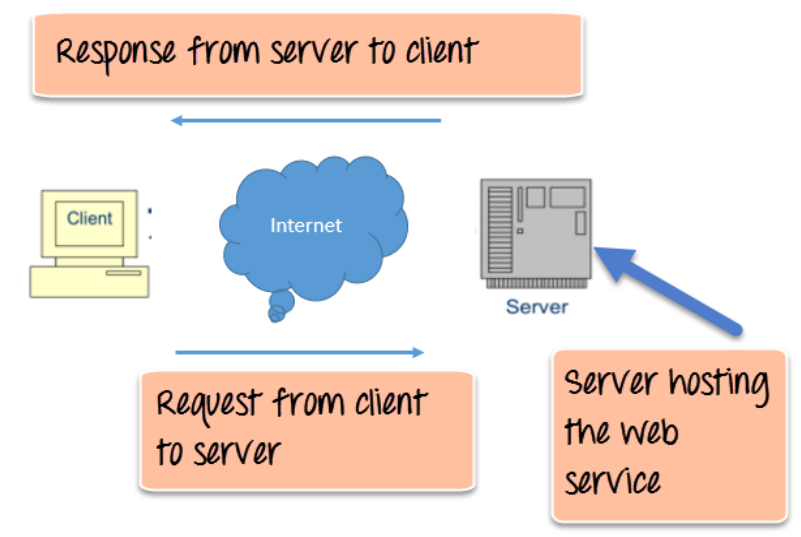 Response from server to client
Client
Internet
Server
Request from client
to server
Server hosting
the web
service